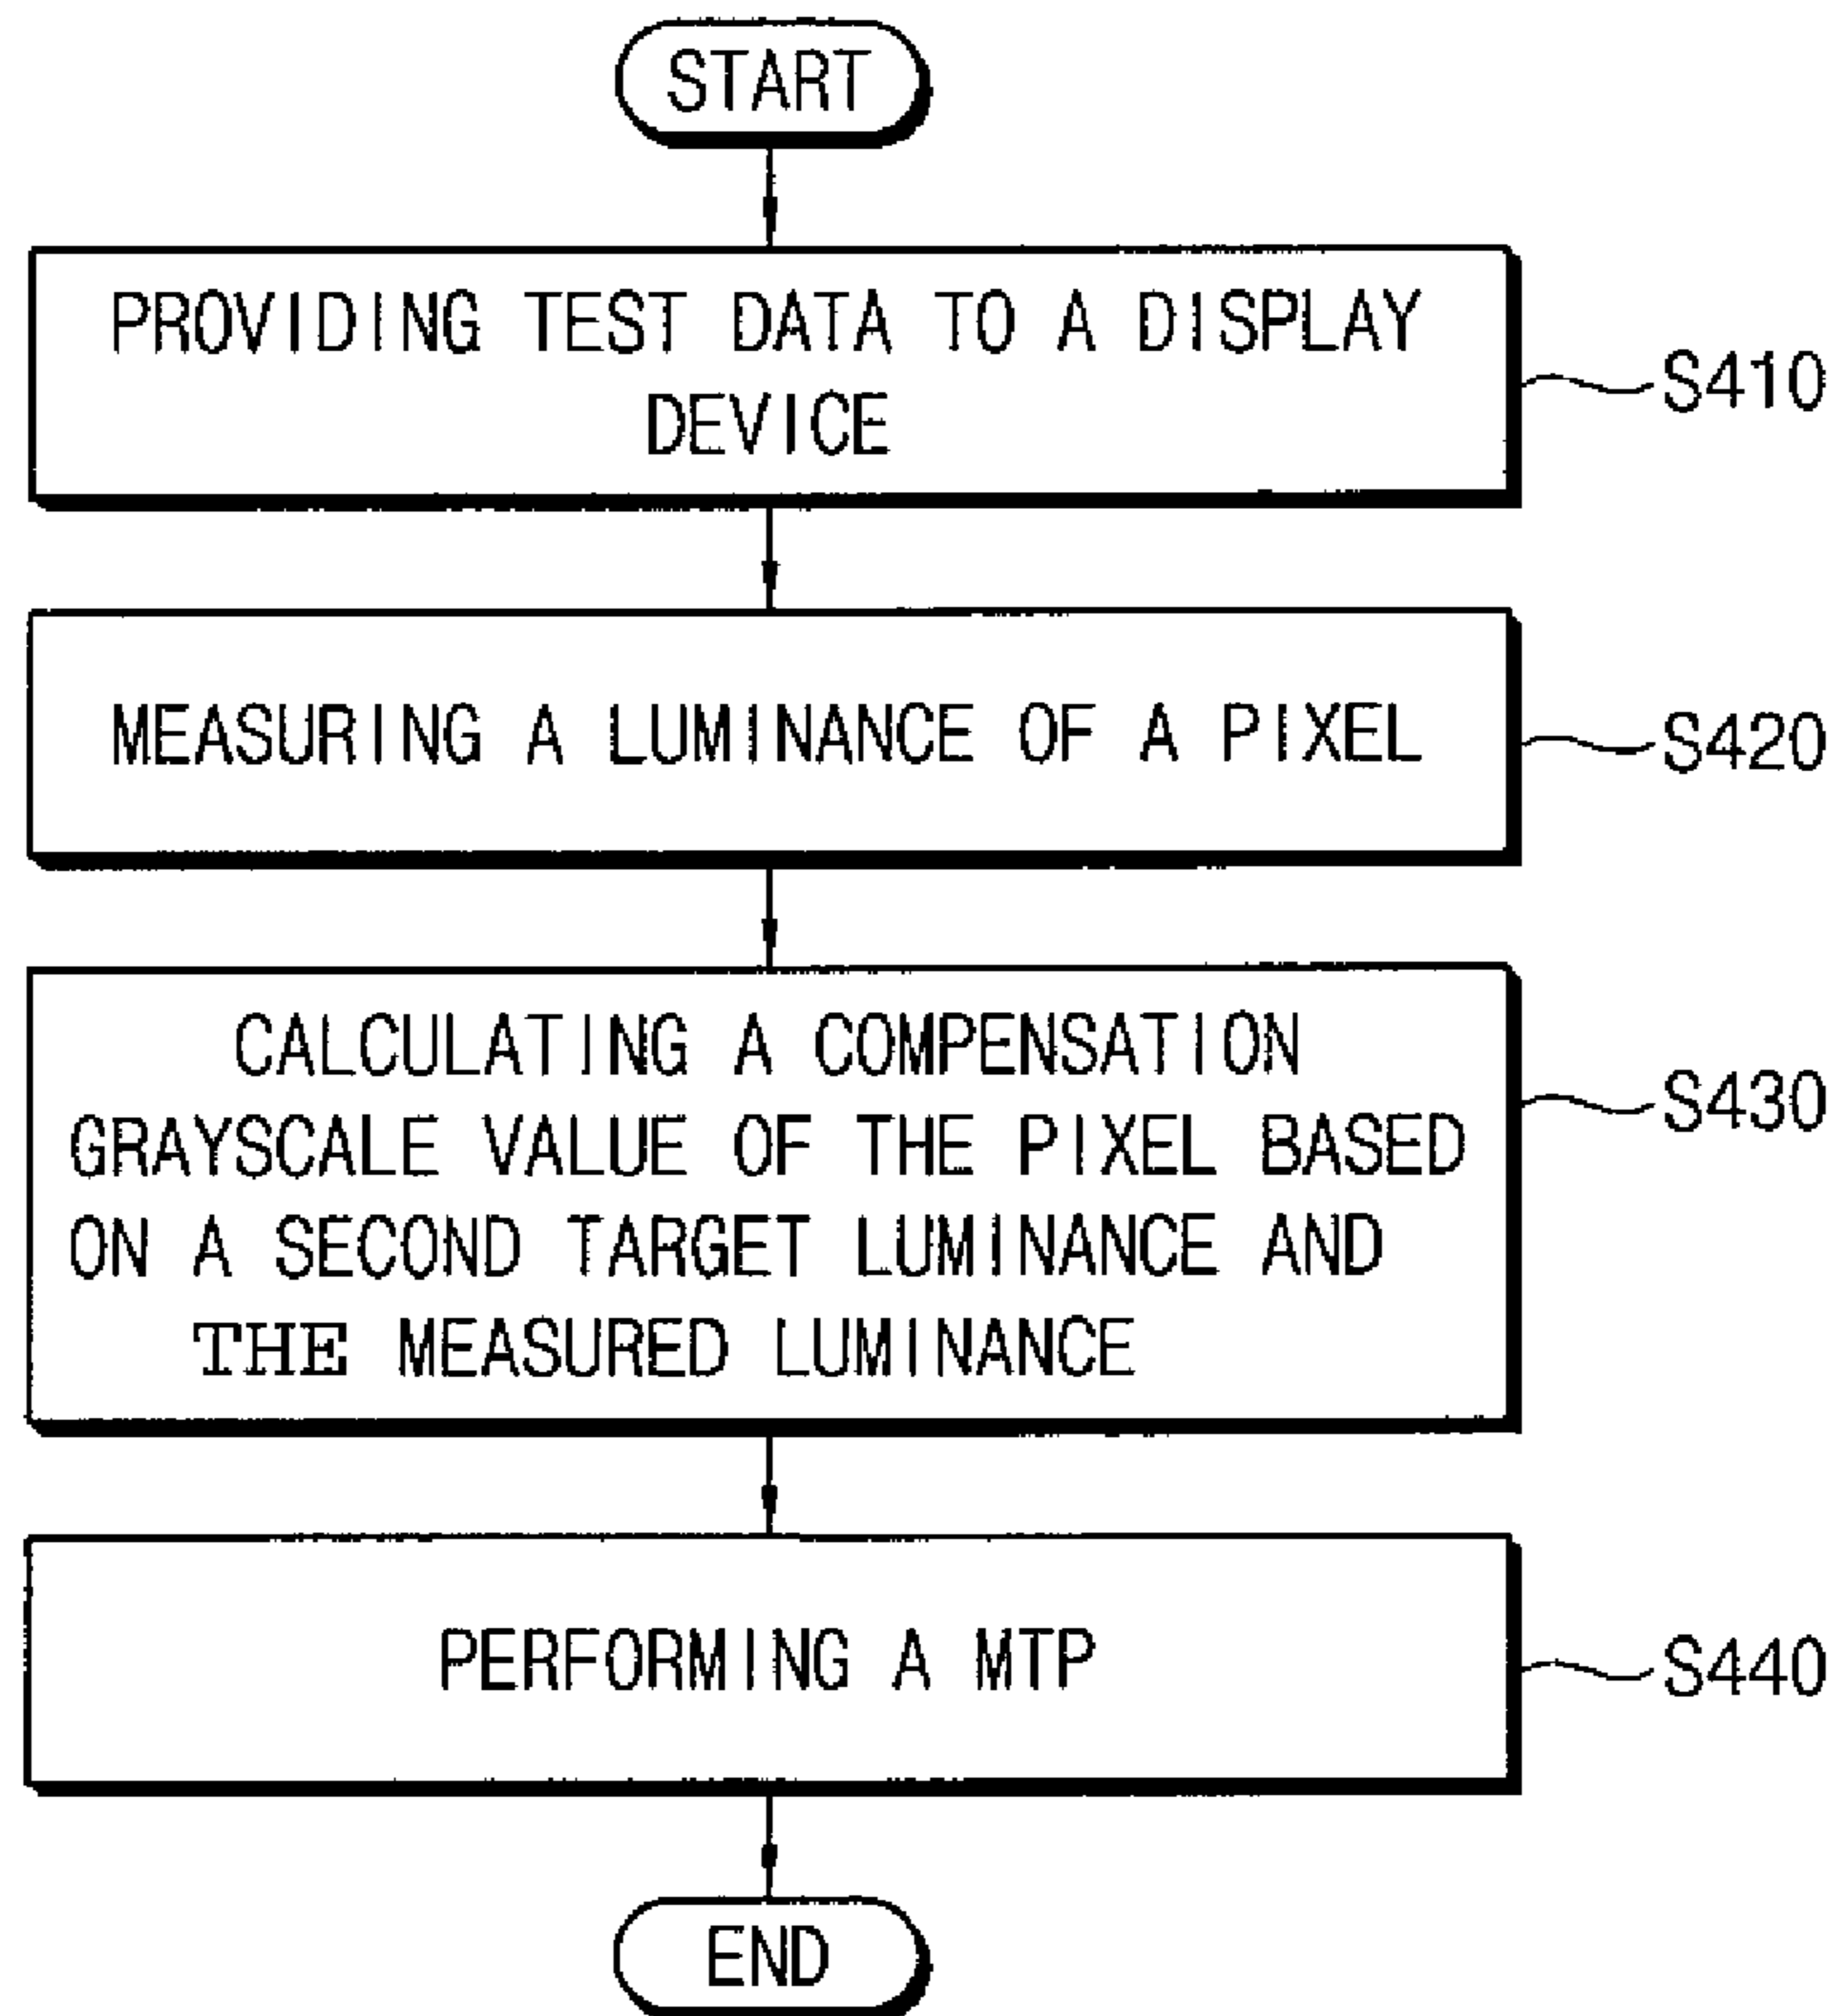 START
PROVIDING TEST DATA TO A DISPLAY
DEVICE
S410
MEASURING A LUMINANCE OF A PIXEL
S420
CALCULATING A COMPENSATION
GRAYSCALE VALUE OF THE PIXEL BASED
ON A SECOND TARGET LUMINANCE AND
THE MEASURED LUMINANCE
S430
PERFORMING A MTP
S440
END